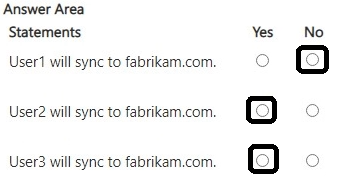 Answer Area
Statements Yes No
User1 will sync to fabrikam.com.
User2 will sync to fabrikam.com.
User3 will sync to fabrikam.com.